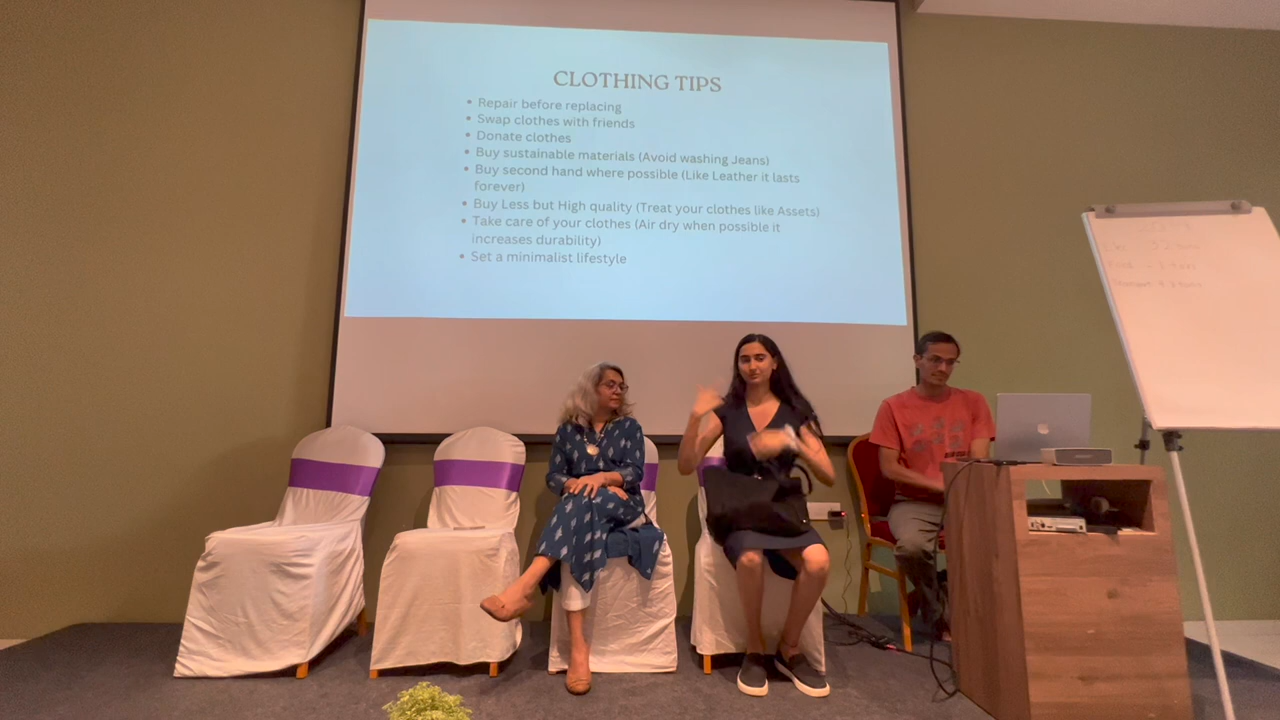 CLOTHING TIPS
• Repair before replacing
• Swap clothes with friends
• Donate clothes
• Buy sustainable materials (Avoid washing Jeans)
• Buy second hand where possible (Like Leather it lasts
forever)
• Buy Less but High quality (Treat your clothes like Assets)
• Take care of your clothes (Air dry when possible it
increases durability)
• Set a minimalist lifestyle